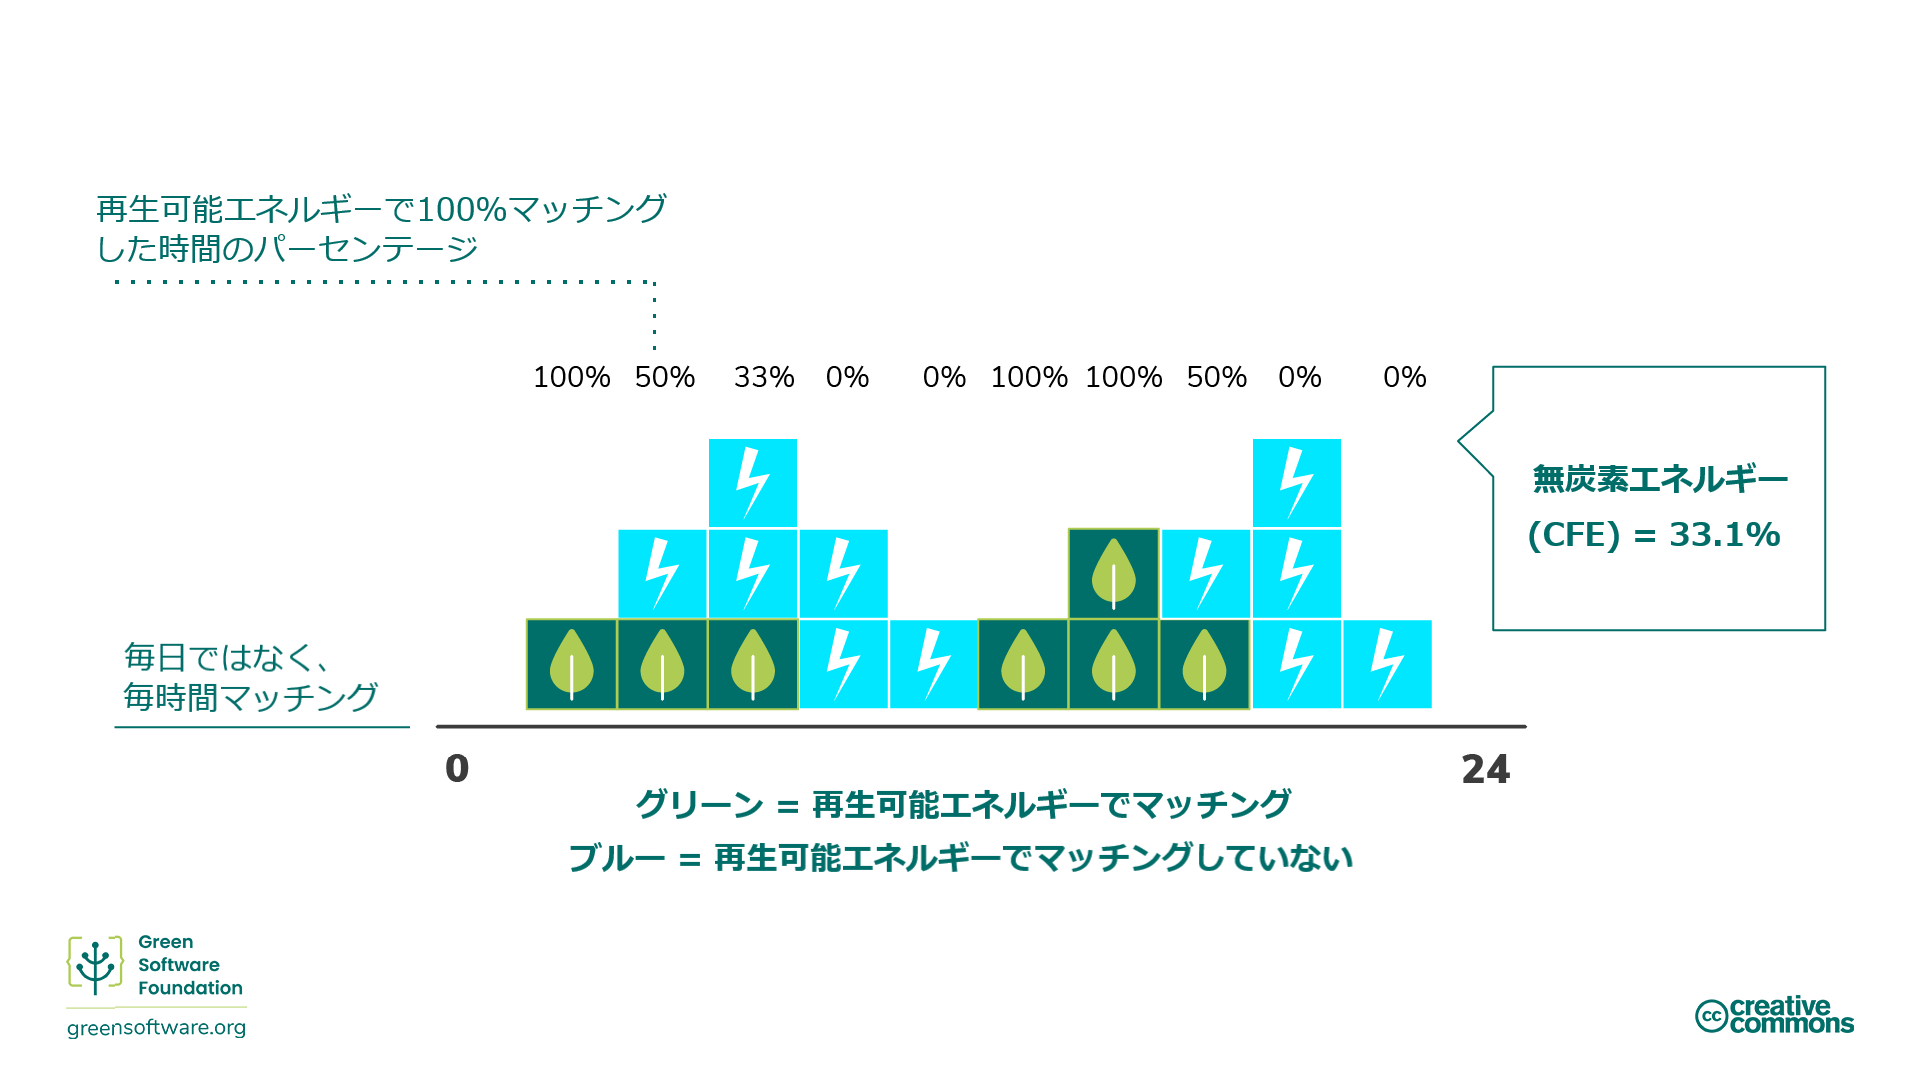 再生可能エネルギーで100%マッチング
した時間のパーセンテージ
100% 50% 33% 0% 0% 100% 100% 50% 0% 0%
無炭素エネルギー
(CFE) = 33.1%
毎日ではなく、
毎時間マッチング
0 24
グリーン = 再生可能エネルギーでマッチング
ブルー = 再生可能エネルギーでマッチングしていない
Green
Software
Foundation
greensoftware.org
cc creative
commons